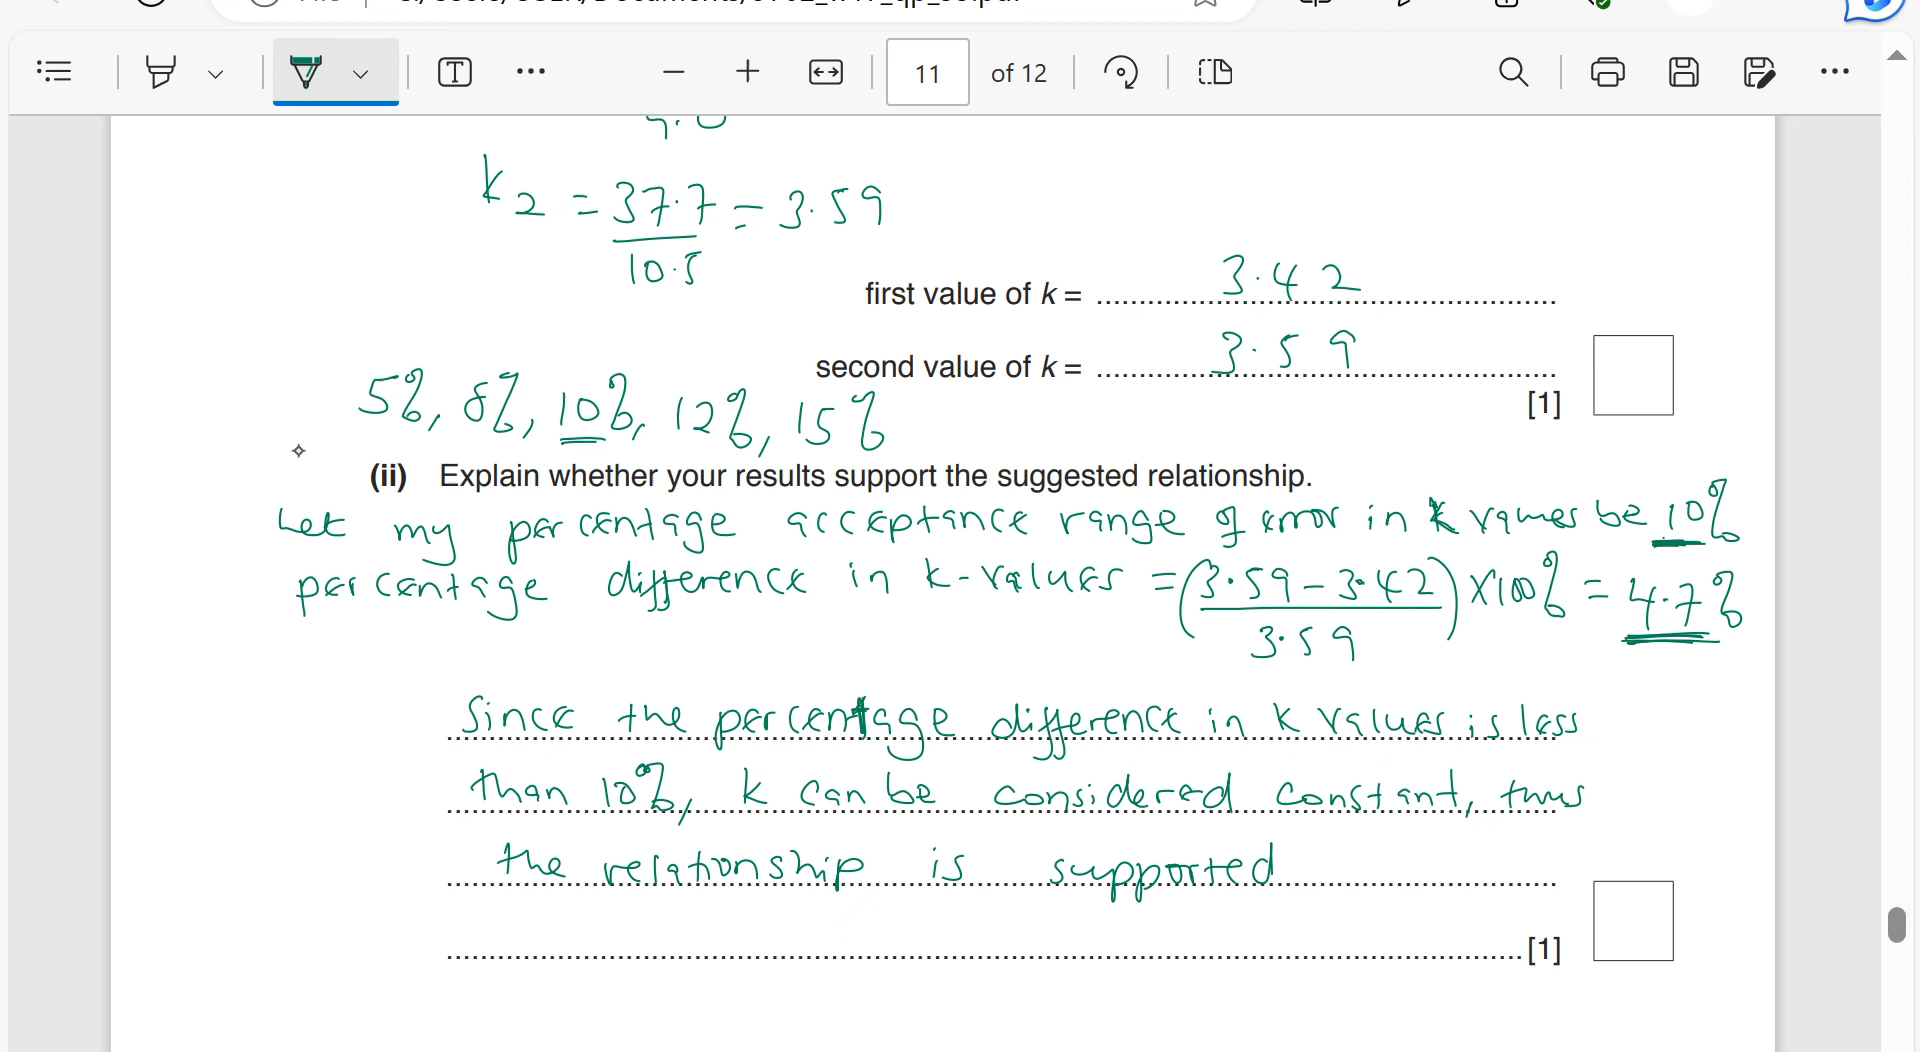 11 of 12
k2 = 37.7 = 3.59
10.5
first value of k = 3.42
second value of k = 3.59
[1]
5%, 8%, 10%, 12%, 15%
(ii) Explain whether your results support the suggested relationship.
Let my percentage acceptance range of error in k values be 10%
percentage difference in k-values = (3.59 - 3.42) × 100% = 4.7%
3.59
Since the percentage difference in k values is less
than 10%, k can be considered constant, thus
the relationship is supported
[1]